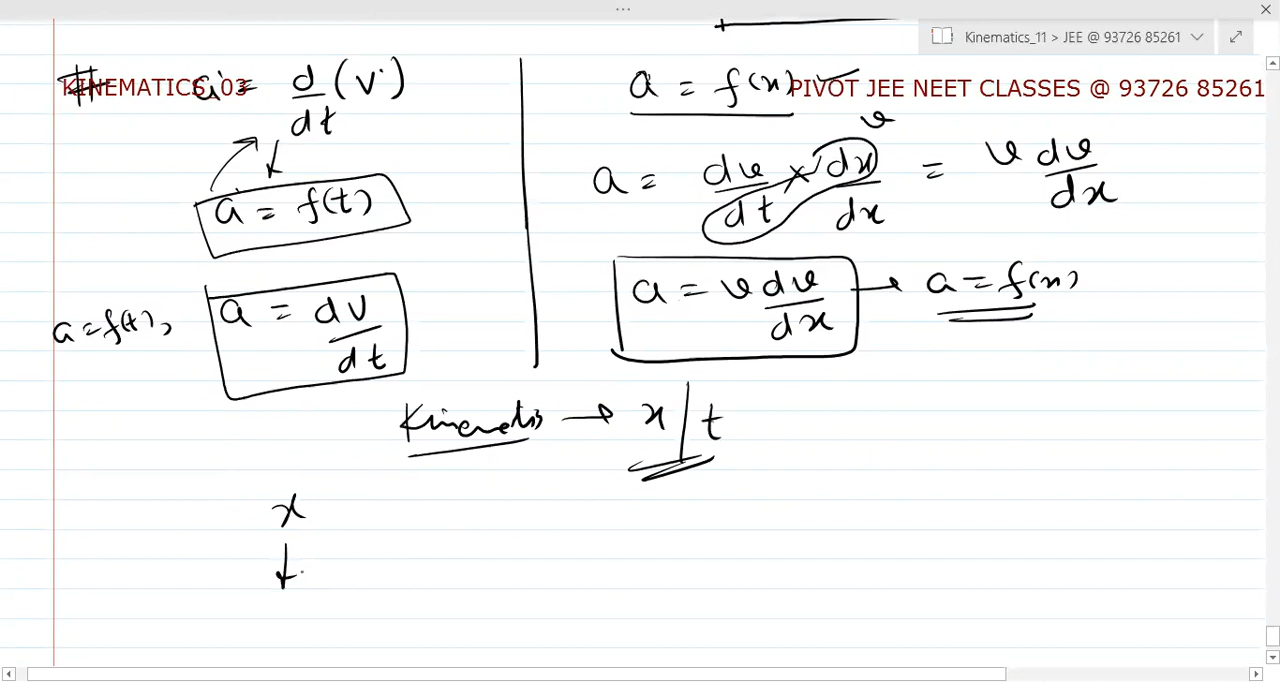 Kinematics_11 > JEE @ 93726 85261
KINEMATICS 03
PIVOT JEE NEET CLASSES @ 93726 85261
# a = d/dt (v)
a = f(t)
a = f(t), a = dv/dt
a = f(x)
v
a = dv/dt × dx/dx = v dv/dx
a = v dv/dx → a = f(x)
Kinematis → x / t
x
↓